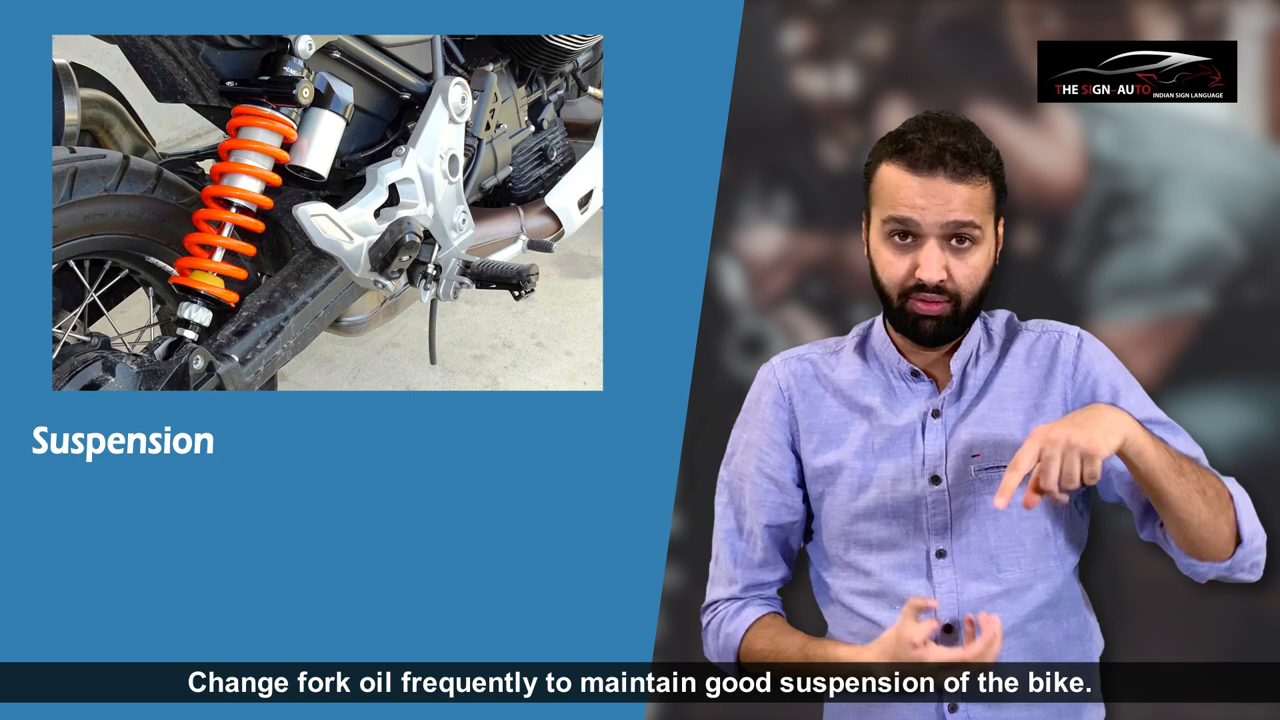 THE SIGN-AUTO
INDIAN SIGN LANGUAGE
Suspension
Change fork oil frequently to maintain good suspension of the bike.